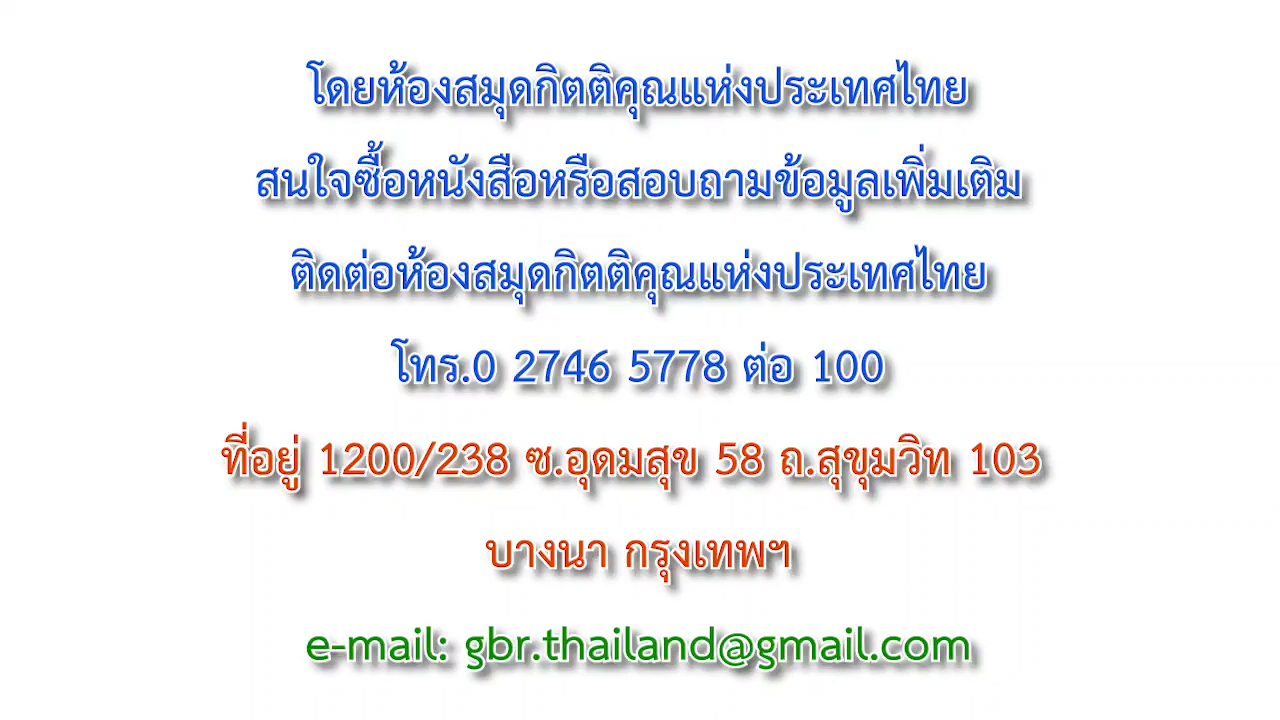 โดยห้องสมุดกิตติคุณแห่งประเทศไทย
สนใจซื้อหนังสือหรือสอบถามข้อมูลเพิ่มเติม
ติดต่อห้องสมุดกิตติคุณแห่งประเทศไทย
โทร.0 2746 5778 ต่อ 100
ที่อยู่ 1200/238 ซ.อุดมสุข 58 ถ.สุขุมวิท 103
บางนา กรุงเทพฯ
e-mail: gbr.thailand@gmail.com